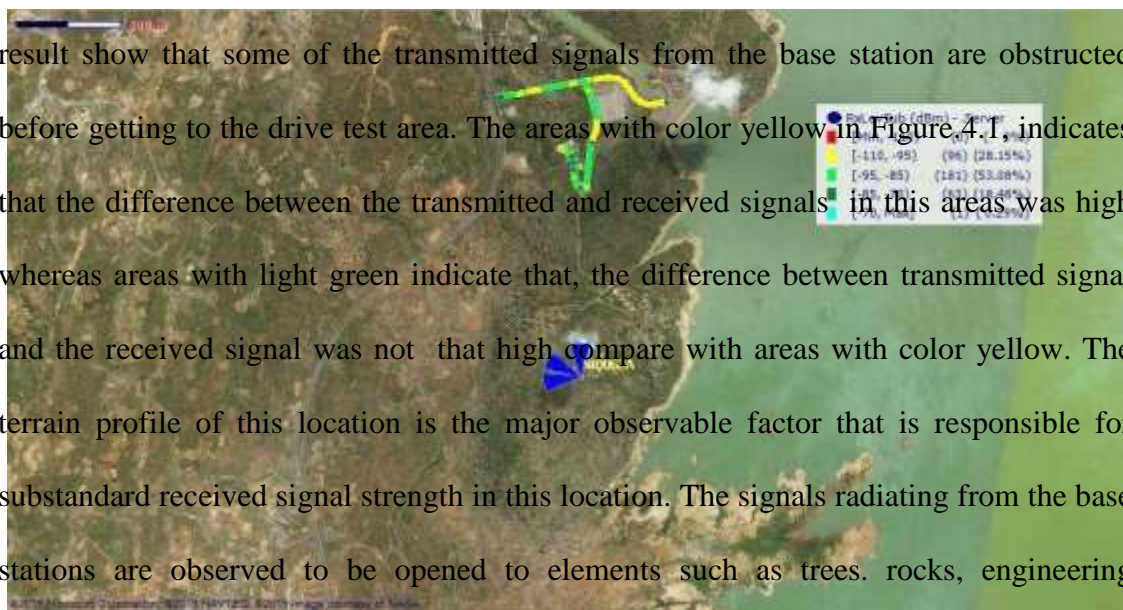 result show that some of the transmitted signals from the base station are obstructed
before getting to the drive test area. The areas with color yellow in Figure.4.1, indicates
(dBm) -
[-110, -95) (96) (28.15%)
[-95, -85) (181) (53.08%)
that the difference between the transmitted and received signals in this areas was high
whereas areas with light green indicate that, the difference between transmitted signal
and the received signal was not that high compare with areas with color yellow. The
terrain profile of this location is the major observable factor that is responsible for
substandard received signal strength in this location. The signals radiating from the base
stations are observed to be opened to elements such as trees. rocks, engineering